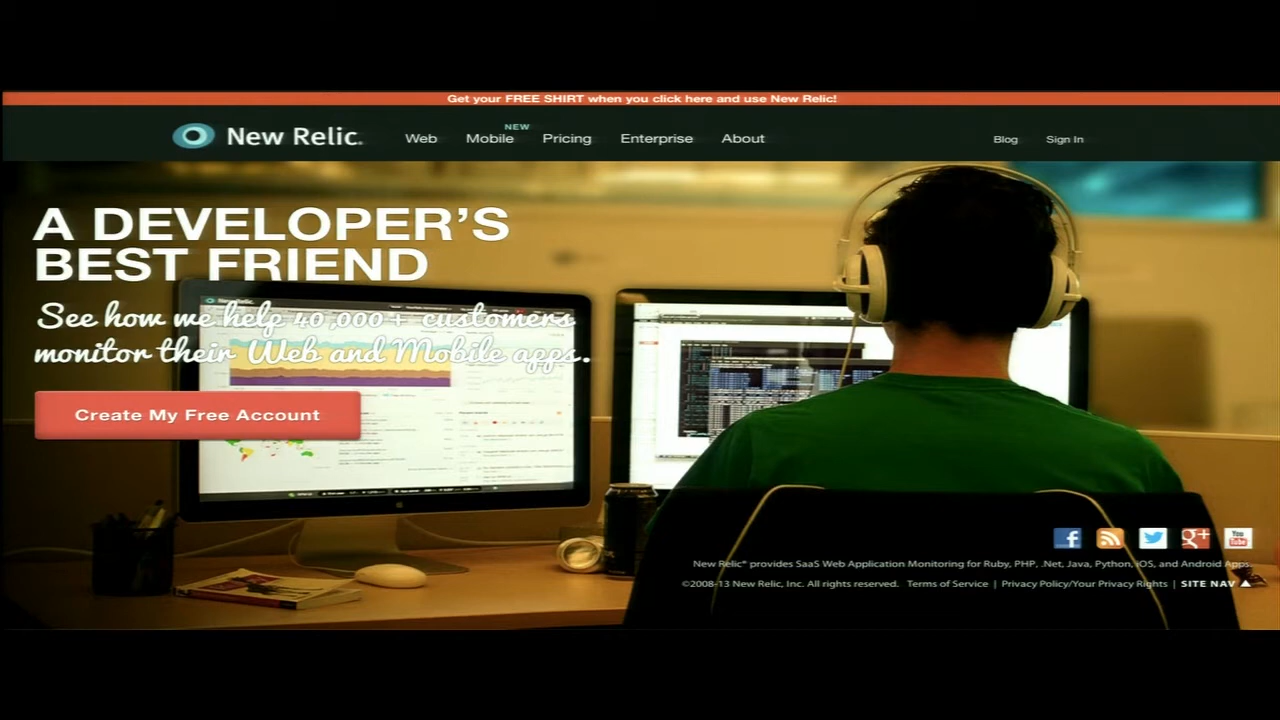 Get your FREE SHIRT when you click here and use New Relic!
New Relic.
Web
Mobile
NEW
Pricing
Enterprise
About
Blog
Sign In
A DEVELOPER'S
BEST FRIEND
See how we help 40,000+ customers
monitor their Web and Mobile apps.
Create My Free Account
New Relic.
New Relic® provides SaaS Web Application Monitoring for Ruby, PHP, .Net, Java, Python, iOS, and Android Apps.
©2008-13 New Relic, Inc. All rights reserved. Terms of Service | Privacy Policy/Your Privacy Rights | SITE NAV
f
g+
You
Tube